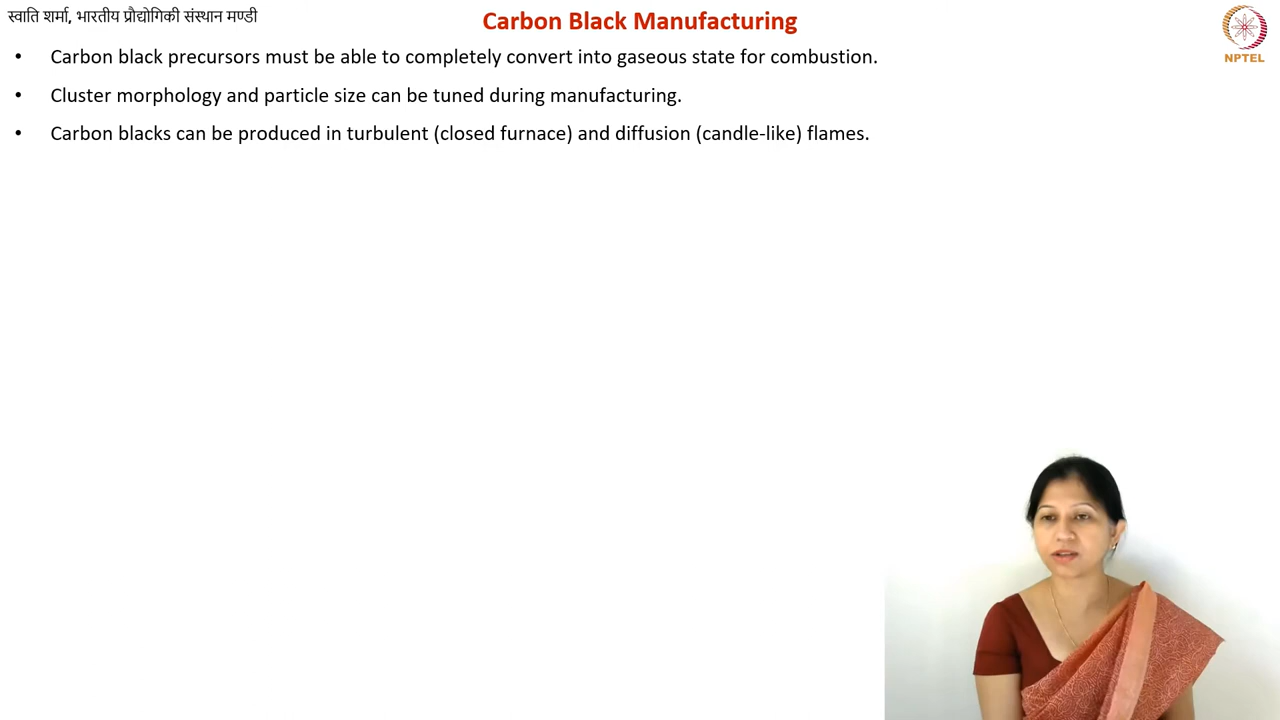 स्वाति शर्मा, भारतीय प्रौद्योगिकी संस्थान मण्डी
Carbon Black Manufacturing
NPTEL
• Carbon black precursors must be able to completely convert into gaseous state for combustion.
• Cluster morphology and particle size can be tuned during manufacturing.
• Carbon blacks can be produced in turbulent (closed furnace) and diffusion (candle-like) flames.